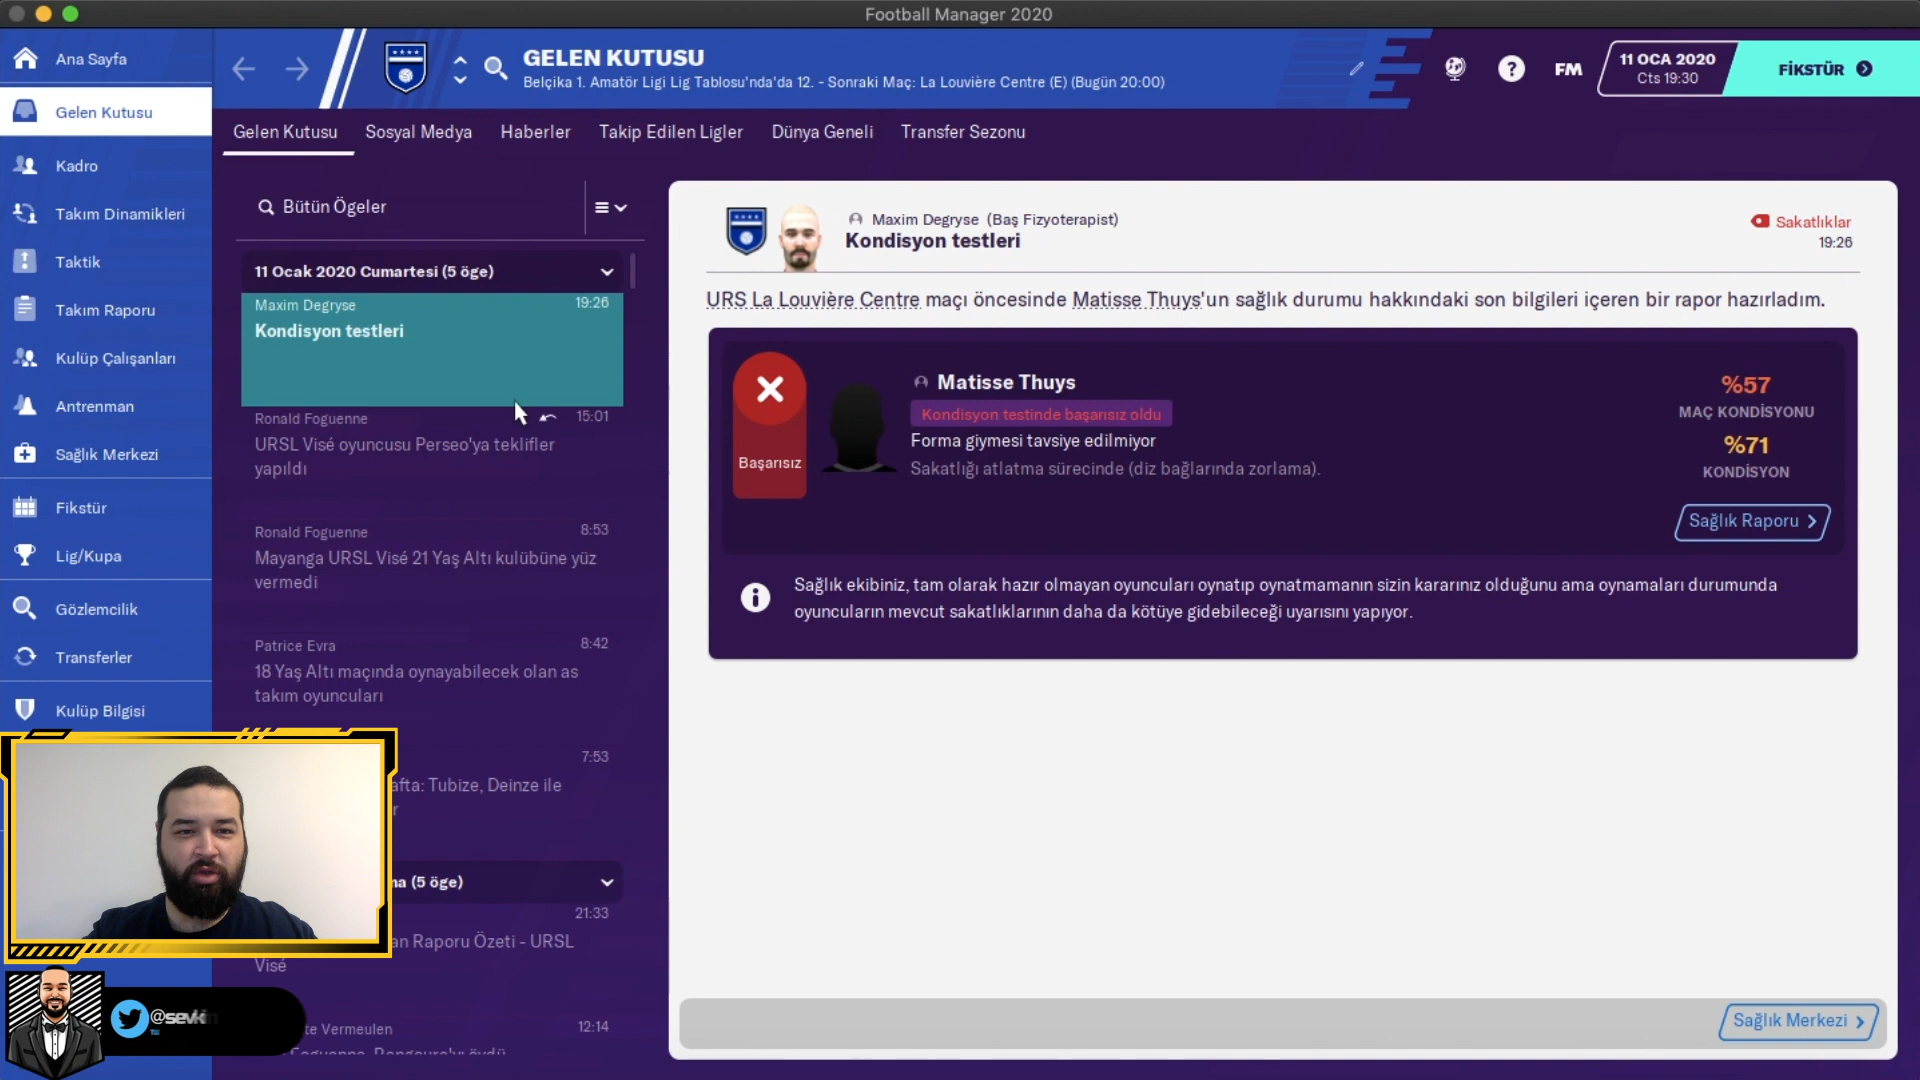 Football Manager 2020
Ana Sayfa
Gelen Kutusu
Kadro
Takım Dinamikleri
Taktik
Takım Raporu
Kulüp Çalışanları
Antrenman
Sağlık Merkezi
Fikstür
Lig/Kupa
Gözlemcilik
Transferler
Kulüp Bilgisi
GELEN KUTUSU
Belçika 1. Amatör Ligi Lig Tablosu'nda'da 12. - Sonraki Maç: La Louvière Centre (E) (Bugün 20:00)
FM
11 OCA 2020
Cts 19:30
FİKSTÜR
Gelen Kutusu Sosyal Medya Haberler Takip Edilen Ligler Dünya Geneli Transfer Sezonu
Bütün Ögeler
11 Ocak 2020 Cumartesi (5 öge)
Maxim Degryse 19:26
Kondisyon testleri
Ronald Foguenne 15:01
URSL Visé oyuncusu Perseo'ya teklifler
yapıldı
Ronald Foguenne 8:53
Mayanga URSL Visé 21 Yaş Altı kulübüne yüz
vermedi
Patrice Evra 8:42
18 Yaş Altı maçında oynayabilecek olan as
takım oyuncuları
7:53
afta: Tubize, Deinze ile
r
na (5 öge)
21:33
an Raporu Özeti - URSL
Visé
te Vermeulen 12:14
Maxim Degryse (Baş Fizyoterapist)
Kondisyon testleri
Sakatlıklar
19:26
URS La Louvière Centre maçı öncesinde Matisse Thuys'un sağlık durumu hakkındaki son bilgileri içeren bir rapor hazırladım.
Başarısız
Matisse Thuys
Kondisyon testinde başarısız oldu
Forma giymesi tavsiye edilmiyor
Sakatlığı atlatma sürecinde (diz bağlarında zorlama).
%57
MAÇ KONDİSYONU
%71
KONDİSYON
Sağlık Raporu
Sağlık ekibiniz, tam olarak hazır olmayan oyuncuları oynatıp oynatmamanın sizin kararınız olduğunu ama oynamaları durumunda
oyuncuların mevcut sakatlıklarının daha da kötüye gidebileceği uyarısını yapıyor.
Sağlık Merkezi
@sevkin